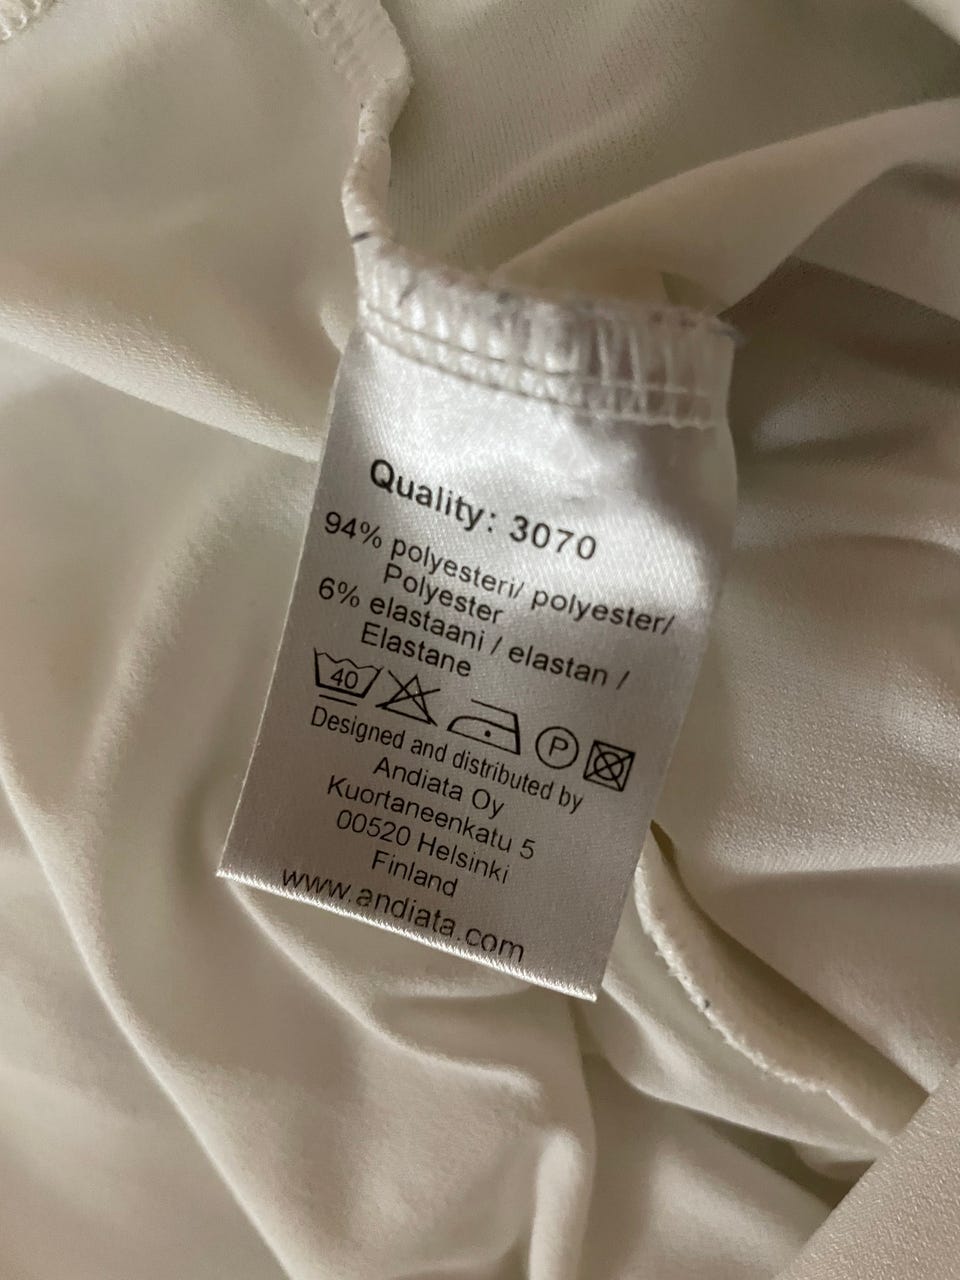 Quality: 3070
94% polyesteri/ polyester/
Polyester
6% elastaani / elastan /
Elastane
40 P
Designed and distributed by
Andiata Oy
Kuortaneenkatu 5
00520 Helsinki
Finland
www.andiata.com